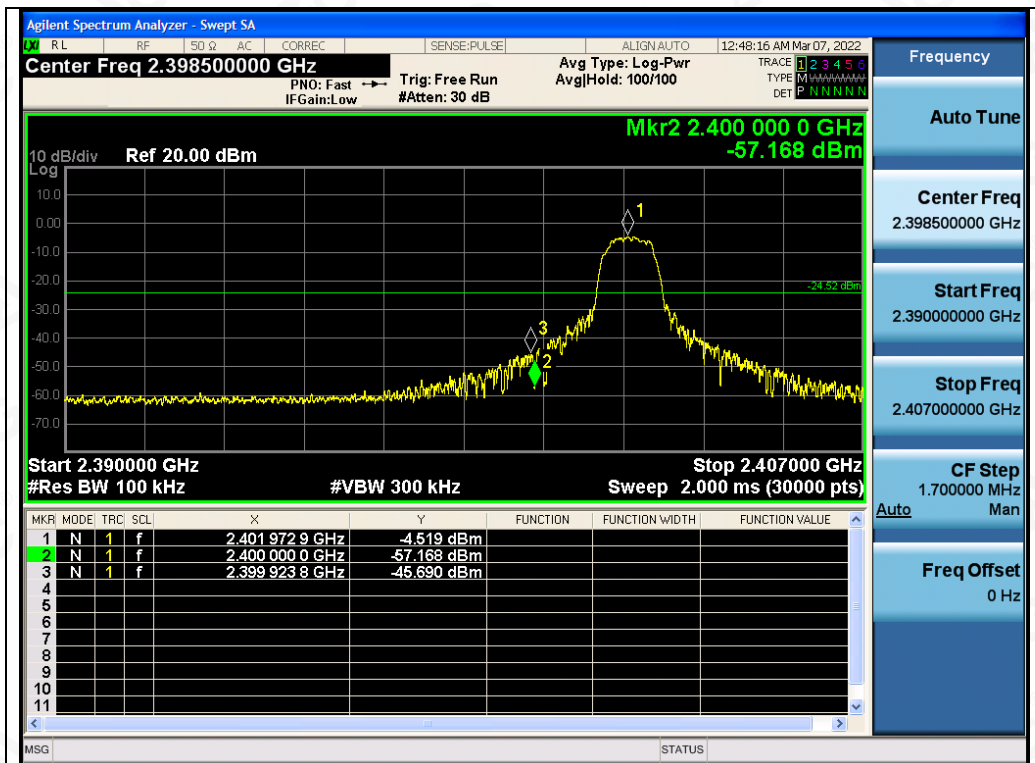 Agilent Spectrum Analyzer - Swept SA
LXI RL RF 50 Ω AC CORREC SENSE:PULSE ALIGNAUTO 12:48:16 AM Mar 07, 2022
Center Freq 2.398500000 GHz
PNO: Fast
IFGain:Low
Trig: Free Run
#Atten: 30 dB
Avg Type: Log-Pwr
Avg|Hold: 100/100
TRACE 1 2 3 4 5 6
TYPE M
DET P N N N N N
Mkr2 2.400 000 0 GHz
-57.168 dBm
10 dB/div Ref 20.00 dBm
Log
10.0
0.00
-10.0
-20.0
-30.0
-40.0
-50.0
-60.0
-70.0
1
-24.52 dBm
3
2
Start 2.390000 GHz Stop 2.407000 GHz
#Res BW 100 kHz #VBW 300 kHz Sweep 2.000 ms (30000 pts)
MKR MODE TRC SCL X Y FUNCTION FUNCTION WIDTH FUNCTION VALUE
1 N 1 f 2.401 972 9 GHz -4.519 dBm
2 N 1 f 2.400 000 0 GHz -57.168 dBm
3 N 1 f 2.399 923 8 GHz -45.690 dBm
4
5
6
7
8
9
10
11
MSG STATUS
Frequency
Auto Tune
Center Freq
2.398500000 GHz
Start Freq
2.390000000 GHz
Stop Freq
2.407000000 GHz
CF Step
1.700000 MHz
Auto Man
Freq Offset
0 Hz